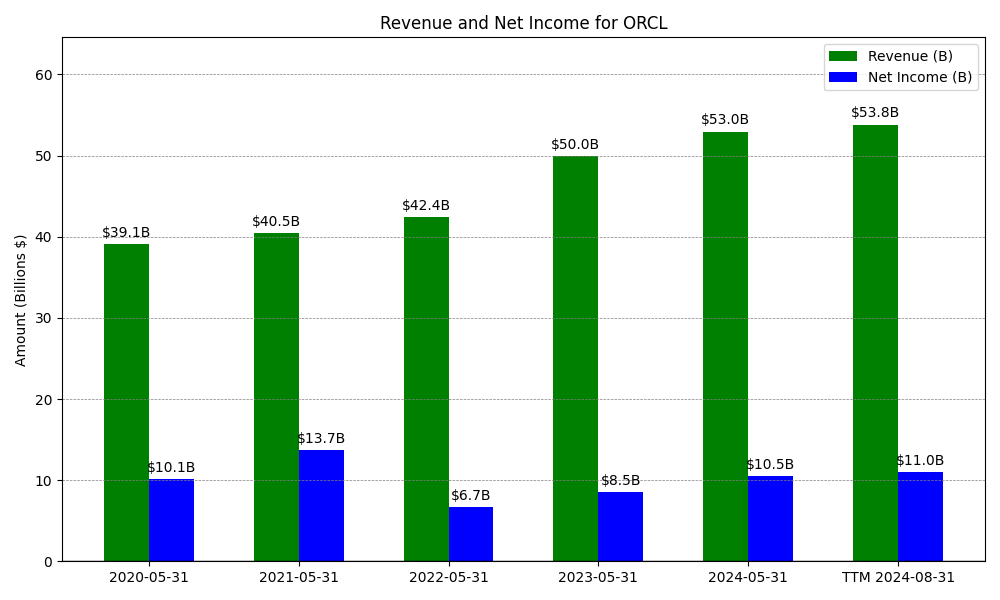 Revenue and Net Income for ORCL
Revenue (B)
Net Income (B)
Amount (Billions $)
60
50
40
30
20
10
0
$39.1B
$10.1B
$40.5B
$13.7B
$42.4B
$6.7B
$50.0B
$8.5B
$53.0B
$10.5B
$53.8B
$11.0B
2020-05-31
2021-05-31
2022-05-31
2023-05-31
2024-05-31
TTM 2024-08-31